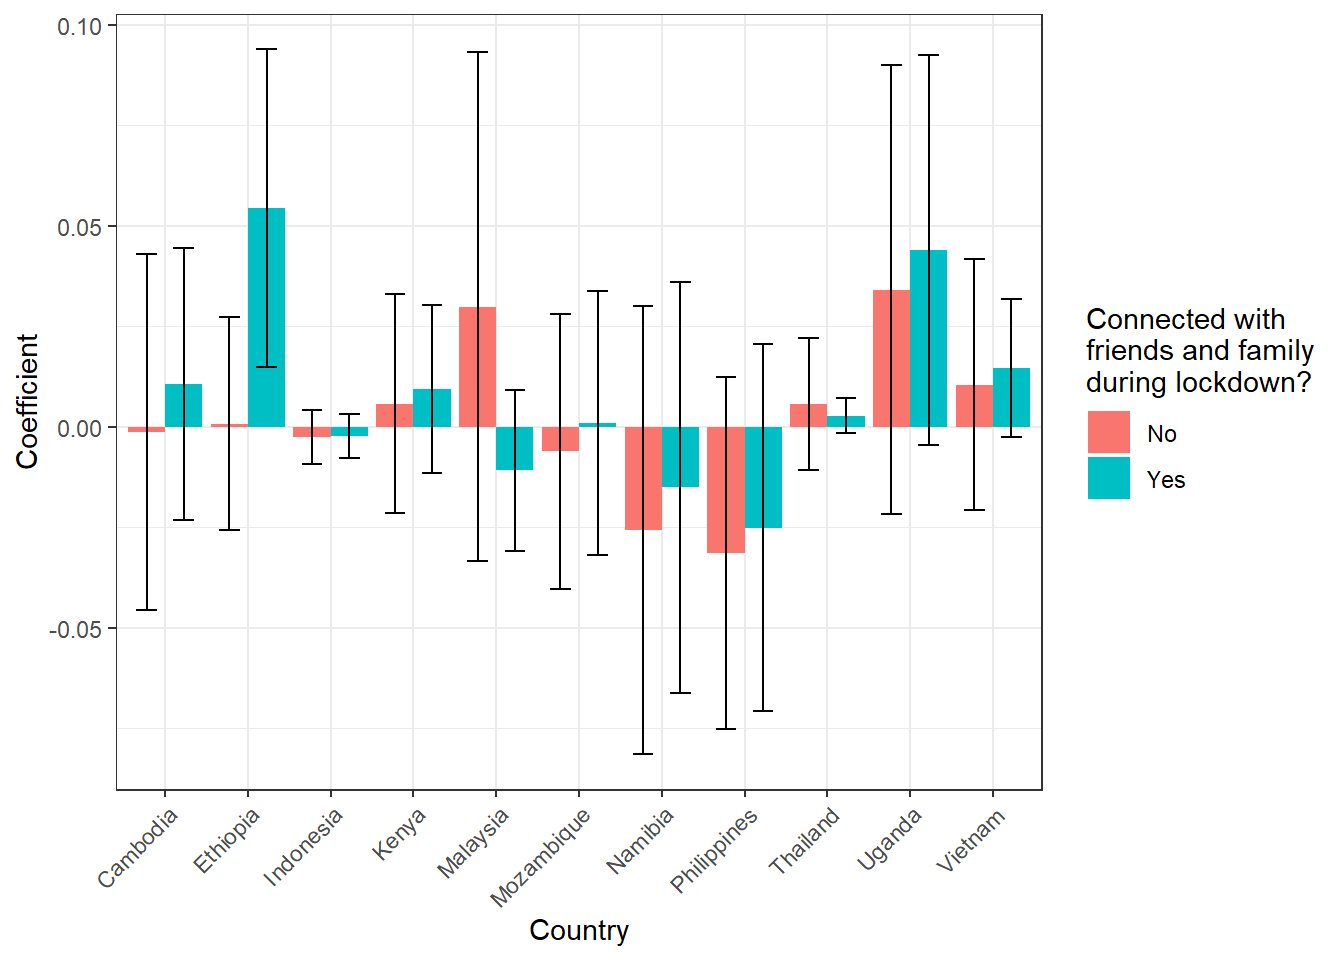 0.10
0.05
0.00
-0.05
Coefficient
Cambodia
Ethiopia
Indonesia
Kenya
Malaysia
Mozambique
Namibia
Philippines
Thailand
Uganda
Vietnam
Country
Connected with
friends and family
during lockdown?
No
Yes